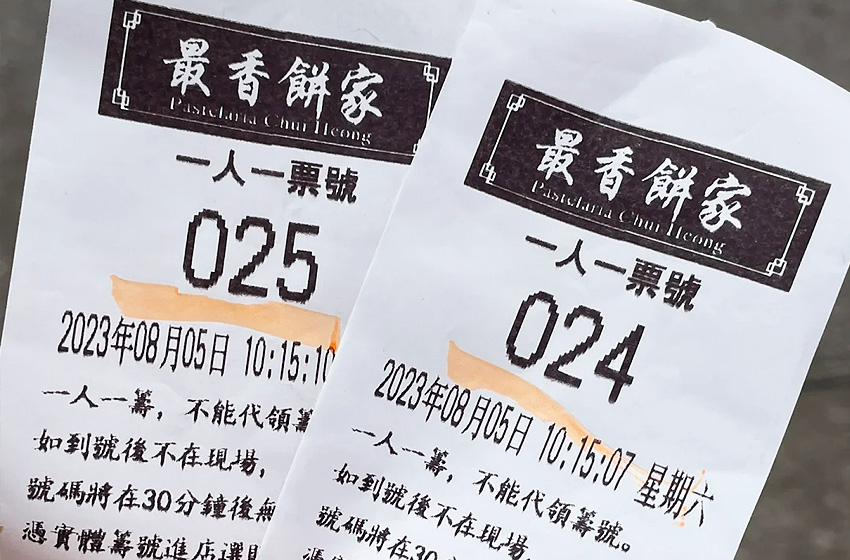 最香餅家
Pastelaria Chui Heong
一人一票號
025
2023年08月05日 10:15:10
一人一籌，不能代領籌
如到號後不在現場，
號碼將在30分鐘後無
憑實體籌號進店選
最香餅家
Pastelaria Chui Heong
一人一票號
024
2023年08月05日 10:15:07 星期六
一人一籌，不能代領籌號。
如到號後不在現場
號碼將在30
憑實